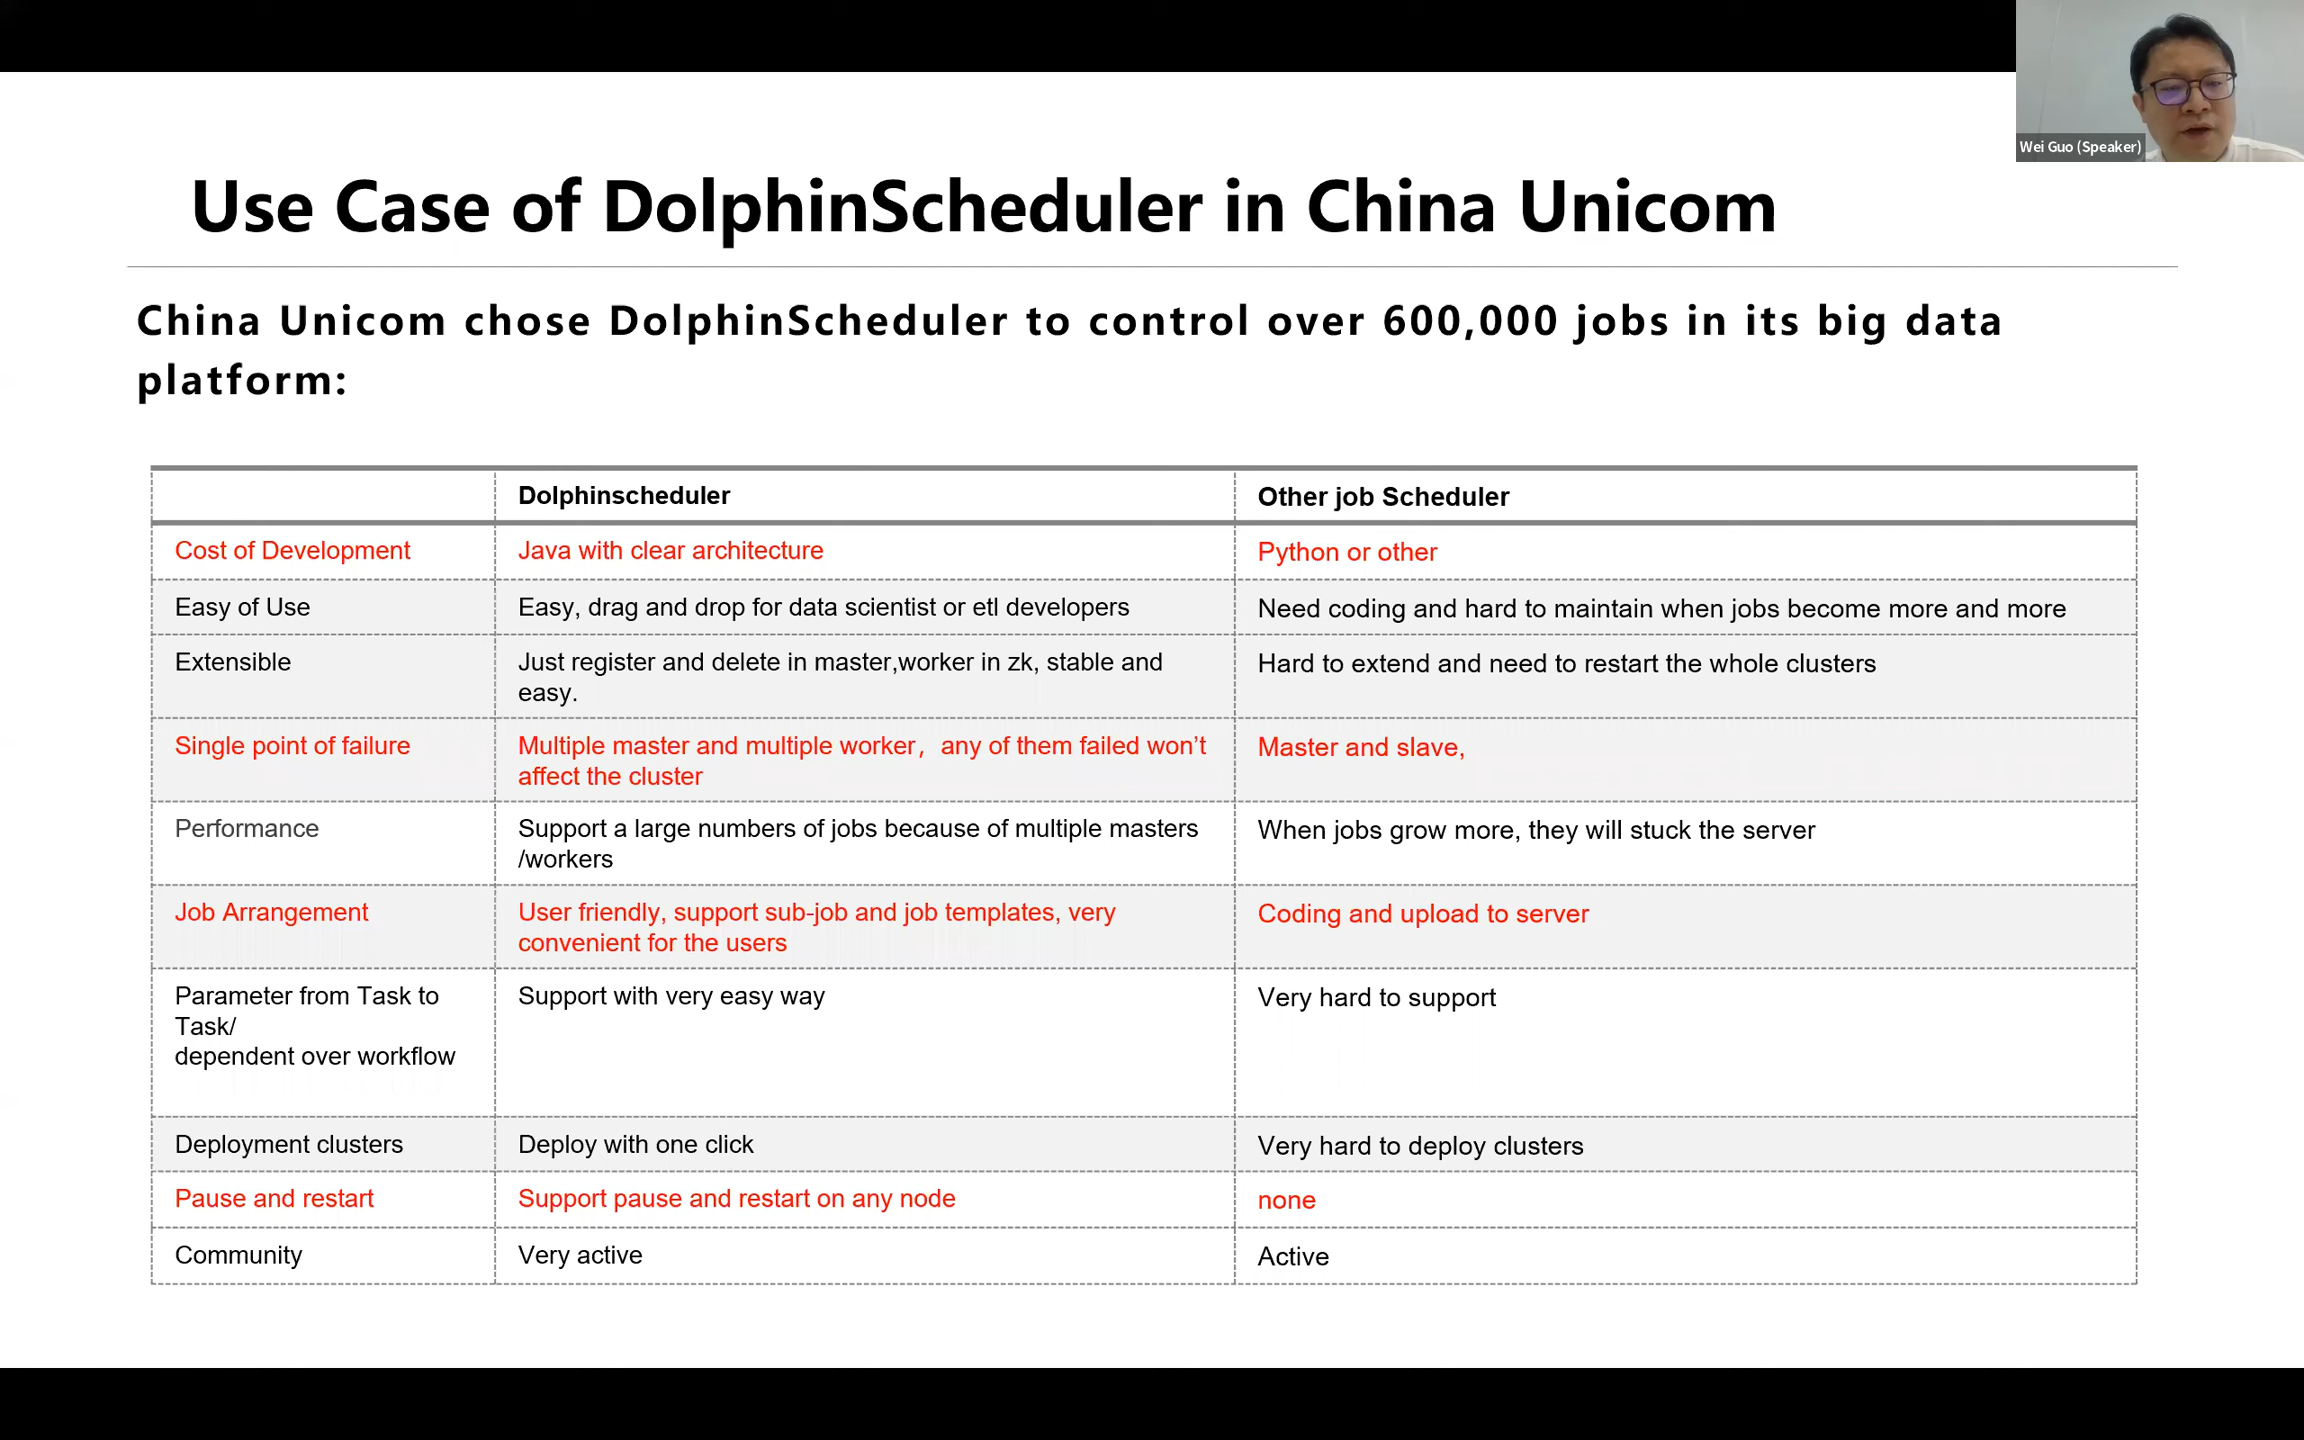 Wei Guo (Speaker)
Use Case of DolphinScheduler in China Unicom
China Unicom chose DolphinScheduler to control over 600,000 jobs in its big data
platform:
Dolphinscheduler
Other job Scheduler
Cost of Development
Java with clear architecture
Python or other
Easy of Use
Easy, drag and drop for data scientist or etl developers
Need coding and hard to maintain when jobs become more and more
Extensible
Just register and delete in master,worker in zk, stable and
easy.
Hard to extend and need to restart the whole clusters
Single point of failure
Multiple master and multiple worker，any of them failed won’t
affect the cluster
Master and slave,
Performance
Support a large numbers of jobs because of multiple masters
/workers
When jobs grow more, they will stuck the server
Job Arrangement
User friendly, support sub-job and job templates, very
convenient for the users
Coding and upload to server
Parameter from Task to
Task/
dependent over workflow
Support with very easy way
Very hard to support
Deployment clusters
Deploy with one click
Very hard to deploy clusters
Pause and restart
Support pause and restart on any node
none
Community
Very active
Active